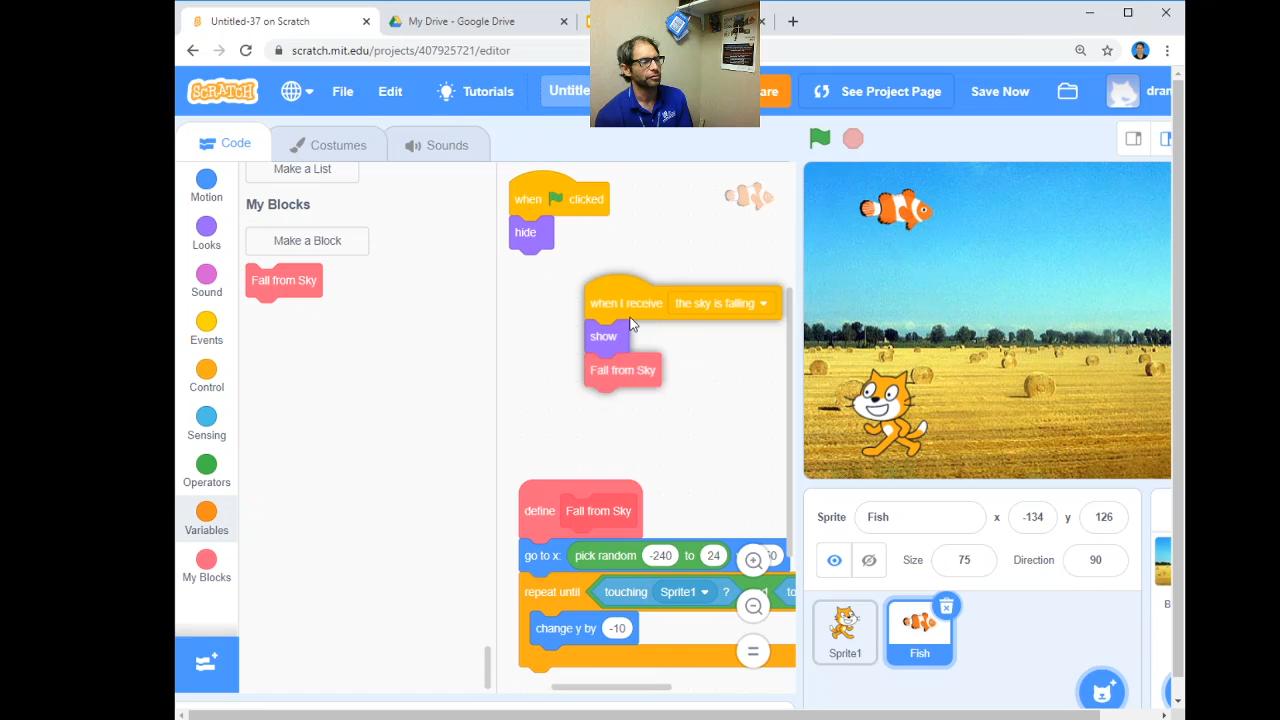 Untitled-37 on Scratch
My Drive - Google Drive
scratch.mit.edu/projects/407925721/editor
SCRATCH
File
Edit
Tutorials
See Project Page
Save Now
Code
Costumes
Sounds
Motion
Looks
Sound
Events
Control
Sensing
Operators
Variables
My Blocks
Make a List
My Blocks
Make a Block
Fall from Sky
when clicked
hide
when I receive the sky is falling
show
Fall from Sky
define Fall from Sky
go to x: pick random -240 to 24
repeat until touching Sprite1 ?
change y by -10
Sprite Fish x -134 y 126
Size 75 Direction 90
Sprite1
Fish